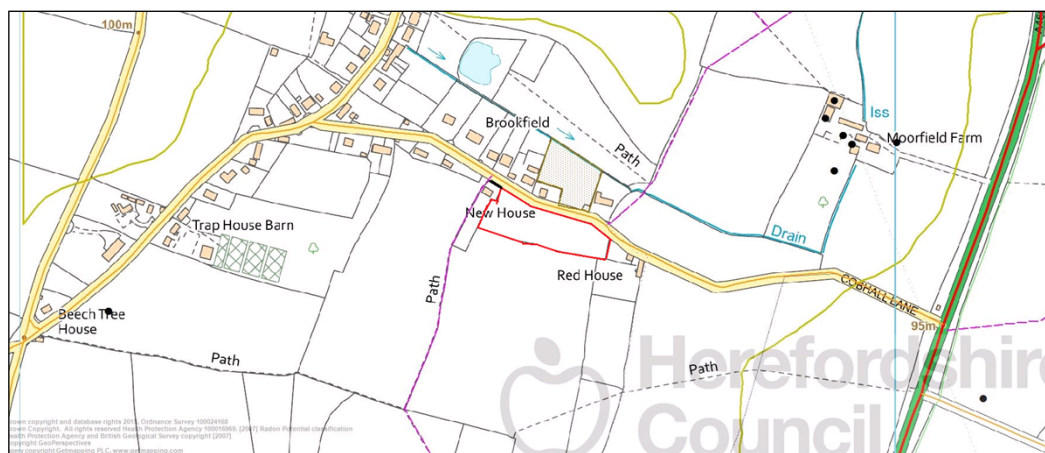 100m
Brookfield
Path
Iss
Moorfield Farm
New House
Trap House Barn
Drain
Red House
Path
COBHALL LANE
Beech Tree
House
95m
Path
Path
Herefordshire
Council
rown copyright and database rights 2015. Ordnance Survey 100024168
rown Copyright. All rights reserved Health Protection Agency 100016969. [2007] Radon Potential classification
ealth Protection Agency and British Geological Survey copyright [2007]
opyright GeoPerspectives
copyright Getmapping PLC. www.getmapping.com